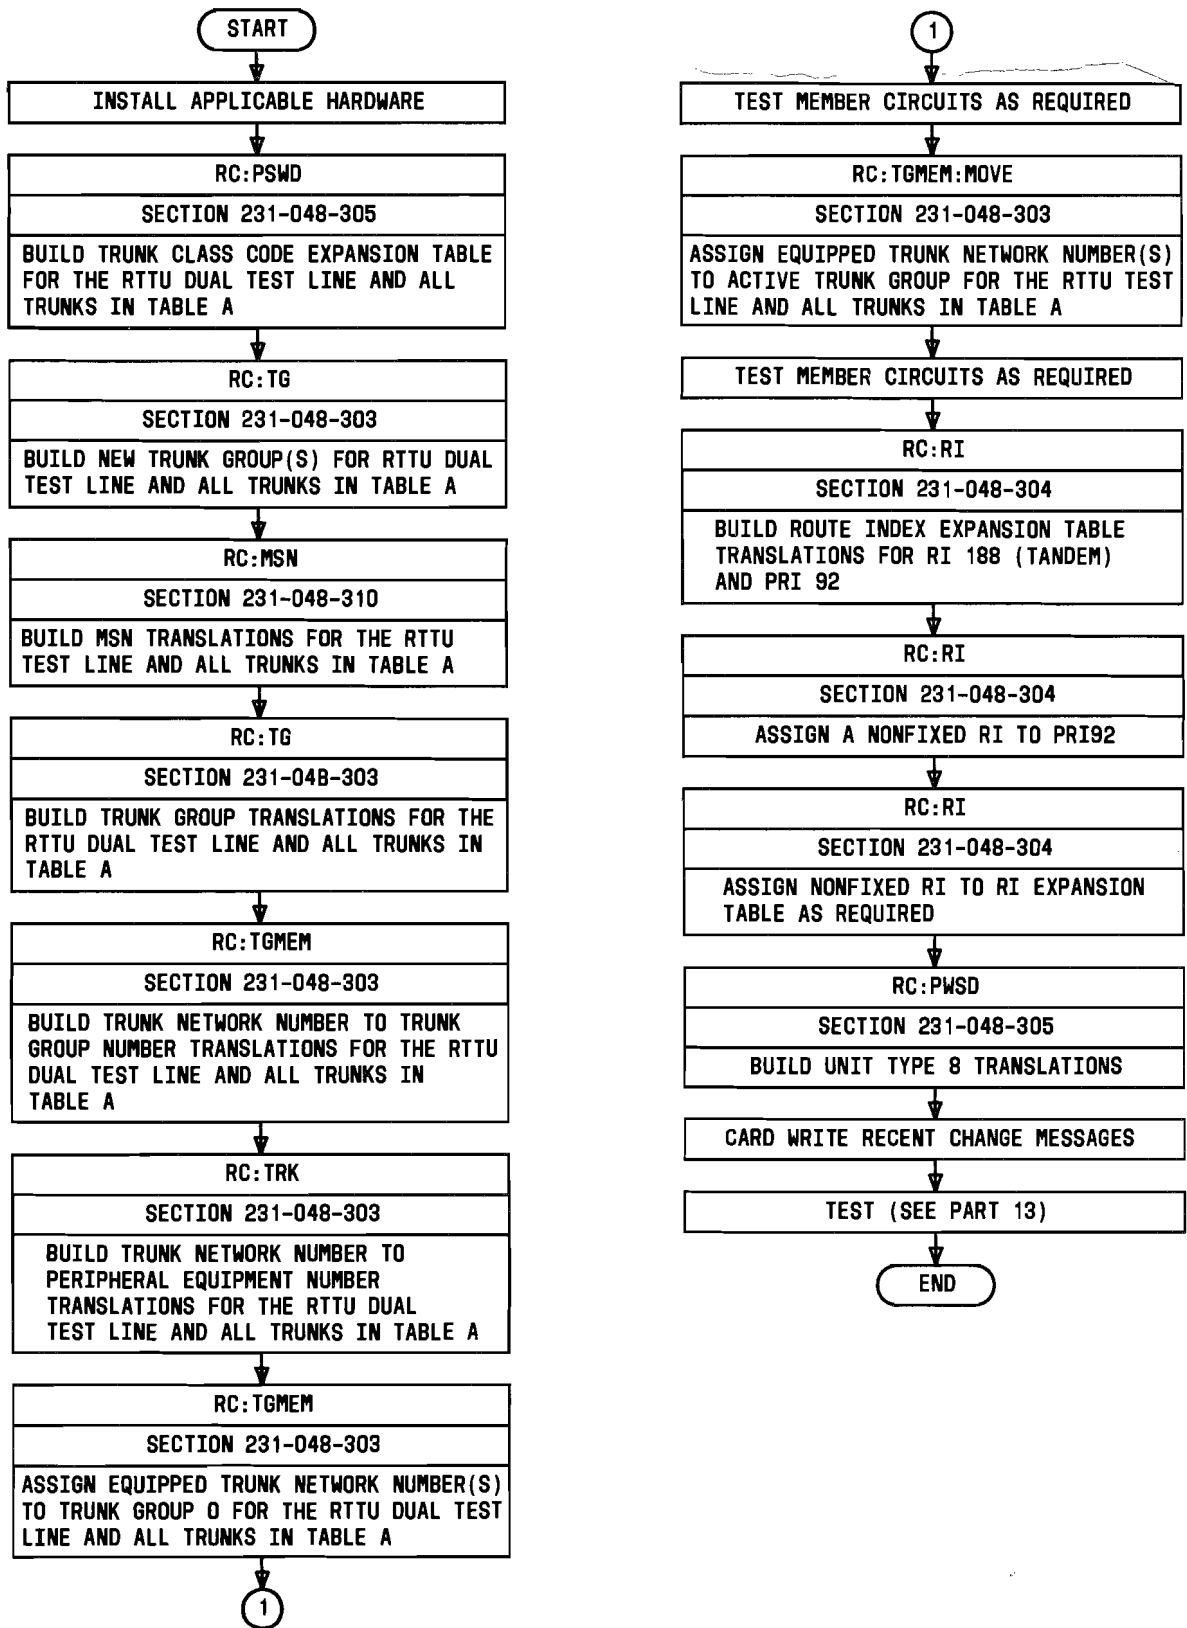 START
INSTALL APPLICABLE HARDWARE
RC:PSWD
SECTION 231-048-305
BUILD TRUNK CLASS CODE EXPANSION TABLE
FOR THE RTTU DUAL TEST LINE AND ALL
TRUNKS IN TABLE A
RC:TG
SECTION 231-048-303
BUILD NEW TRUNK GROUP(S) FOR RTTU DUAL
TEST LINE AND ALL TRUNKS IN TABLE A
RC:MSN
SECTION 231-048-310
BUILD MSN TRANSLATIONS FOR THE RTTU
TEST LINE AND ALL TRUNKS IN TABLE A
RC:TG
SECTION 231-04B-303
BUILD TRUNK GROUP TRANSLATIONS FOR THE
RTTU DUAL TEST LINE AND ALL TRUNKS IN
TABLE A
RC:TGMEM
SECTION 231-048-303
BUILD TRUNK NETWORK NUMBER TO TRUNK
GROUP NUMBER TRANSLATIONS FOR THE RTTU
DUAL TEST LINE AND ALL TRUNKS IN
TABLE A
RC:TRK
SECTION 231-048-303
BUILD TRUNK NETWORK NUMBER TO
PERIPHERAL EQUIPMENT NUMBER
TRANSLATIONS FOR THE RTTU DUAL
TEST LINE AND ALL TRUNKS IN TABLE A
RC:TGMEM
SECTION 231-048-303
ASSIGN EQUIPPED TRUNK NETWORK NUMBER(S)
TO TRUNK GROUP 0 FOR THE RTTU DUAL TEST
LINE AND ALL TRUNKS IN TABLE A
1
1
TEST MEMBER CIRCUITS AS REQUIRED
RC:TGMEM:MOVE
SECTION 231-048-303
ASSIGN EQUIPPED TRUNK NETWORK NUMBER(S)
TO ACTIVE TRUNK GROUP FOR THE RTTU TEST
LINE AND ALL TRUNKS IN TABLE A
TEST MEMBER CIRCUITS AS REQUIRED
RC:RI
SECTION 231-048-304
BUILD ROUTE INDEX EXPANSION TABLE
TRANSLATIONS FOR RI 188 (TANDEM)
AND PRI 92
RC:RI
SECTION 231-048-304
ASSIGN A NONFIXED RI TO PRI92
RC:RI
SECTION 231-048-304
ASSIGN NONFIXED RI TO RI EXPANSION
TABLE AS REQUIRED
RC:PWSD
SECTION 231-048-305
BUILD UNIT TYPE 8 TRANSLATIONS
CARD WRITE RECENT CHANGE MESSAGES
TEST (SEE PART 13)
END